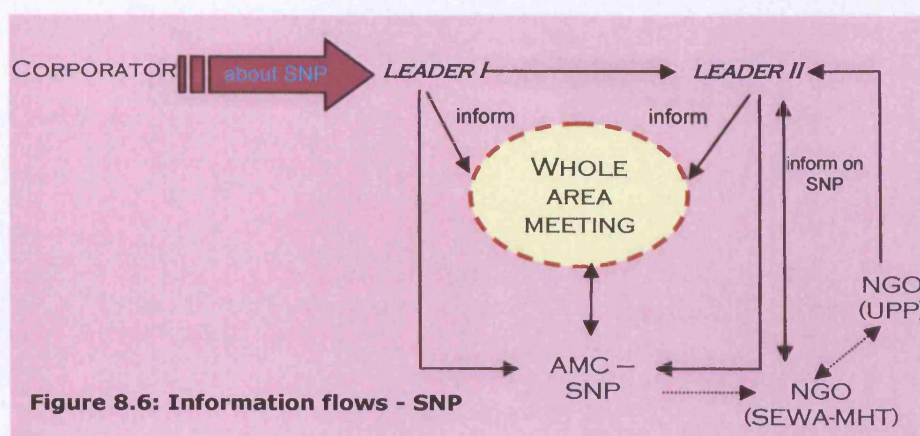 CORPORATOR about SNP LEADER I LEADER II
inform inform
WHOLE
AREA
MEETING
inform on
SNP
NGO
(UPP)
AMC –
SNP
NGO
(SEWA-MHT)
Figure 8.6: Information flows - SNP